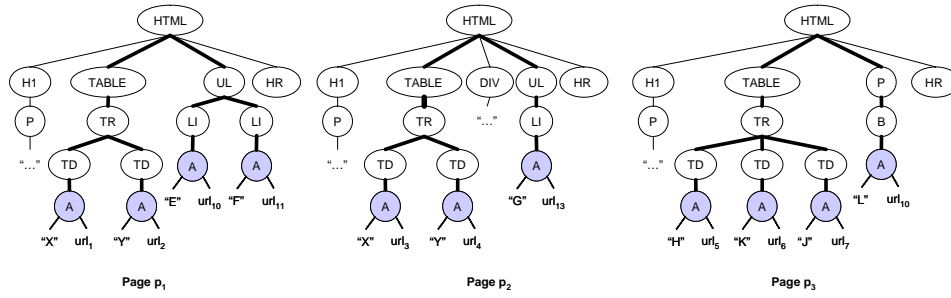 HTML HTML HTML
H1 TABLE UL HR H1 TABLE DIV UL HR H1 TABLE P HR
P TR LI LI P TR “...” LI P TR B
“...” TD TD A A “...” TD TD A “...” TD TD TD A
A A “E” url10 “F” url11 A A “G” url13 A A A “L” url10
“X” url1 “Y” url2 “X” url3 “Y” url4 “H” url5 “K” url6 “J” url7
Page p1 Page p2 Page p3